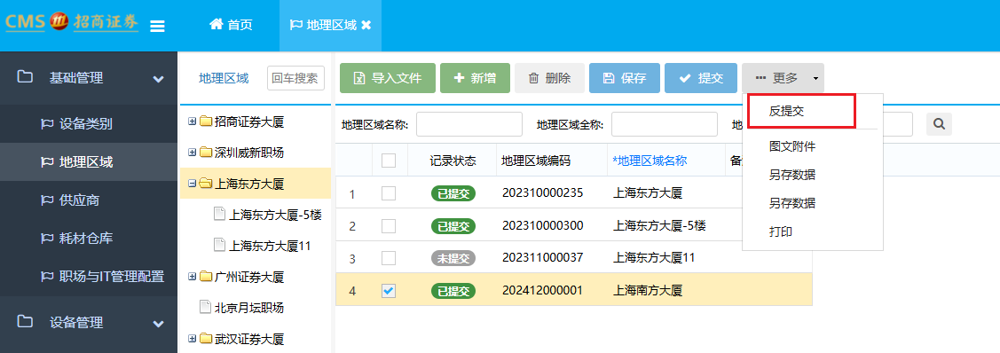 CMS 招商证券
首页
地理区域
基础管理
设备类别
地理区域
供应商
耗材仓库
职场与IT管理配置
设备管理
地理区域 回车搜索
招商证券大厦
深圳威新职场
上海东方大厦
上海东方大厦-5楼
上海东方大厦11
广州证券大厦
北京月坛职场
武汉证券大厦
导入文件 新增 删除 保存 提交 更多
反提交
图文附件
另存数据
另存数据
打印
地理区域名称: 地理区域全称: 地
记录状态 地理区域编码 *地理区域名称 备
1 已提交 202310000235 上海东方大厦
2 已提交 202310000300 上海东方大厦-5楼
3 未提交 202311000037 上海东方大厦11
4 已提交 202412000001 上海南方大厦